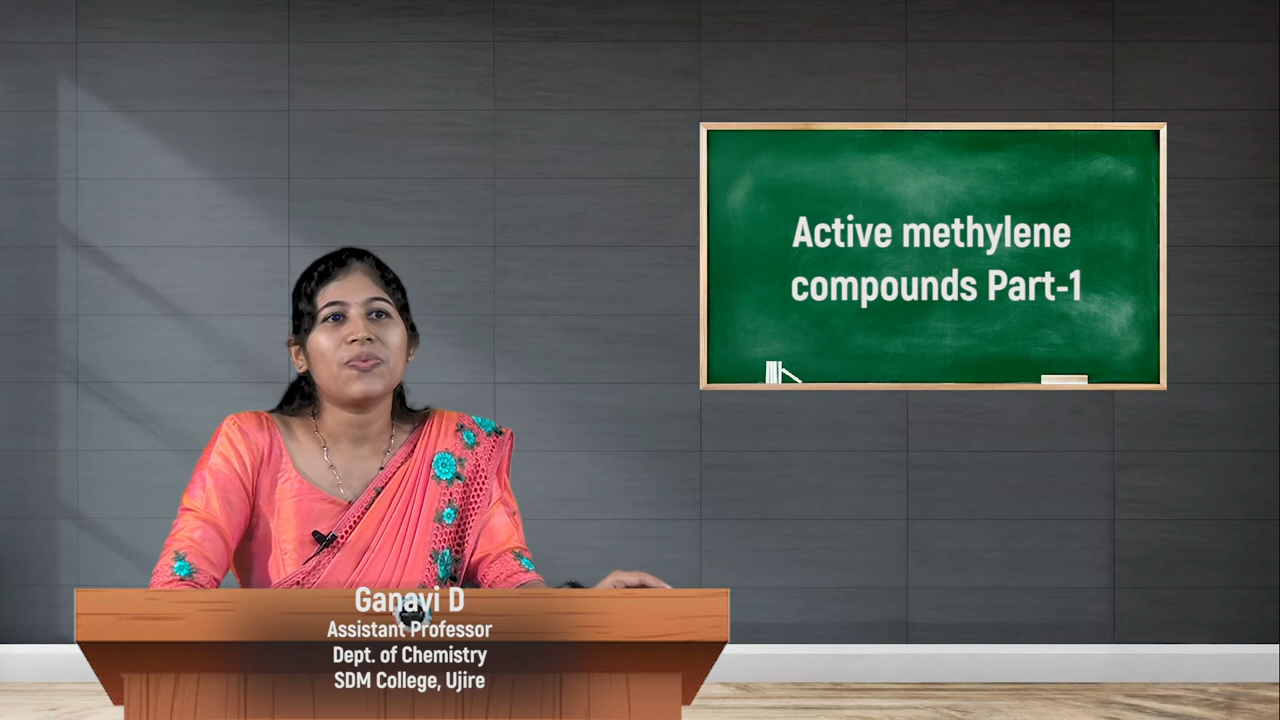 Active methylene
compounds Part-1
Ganavi D
Assistant Professor
Dept. of Chemistry
SDM College, Ujire